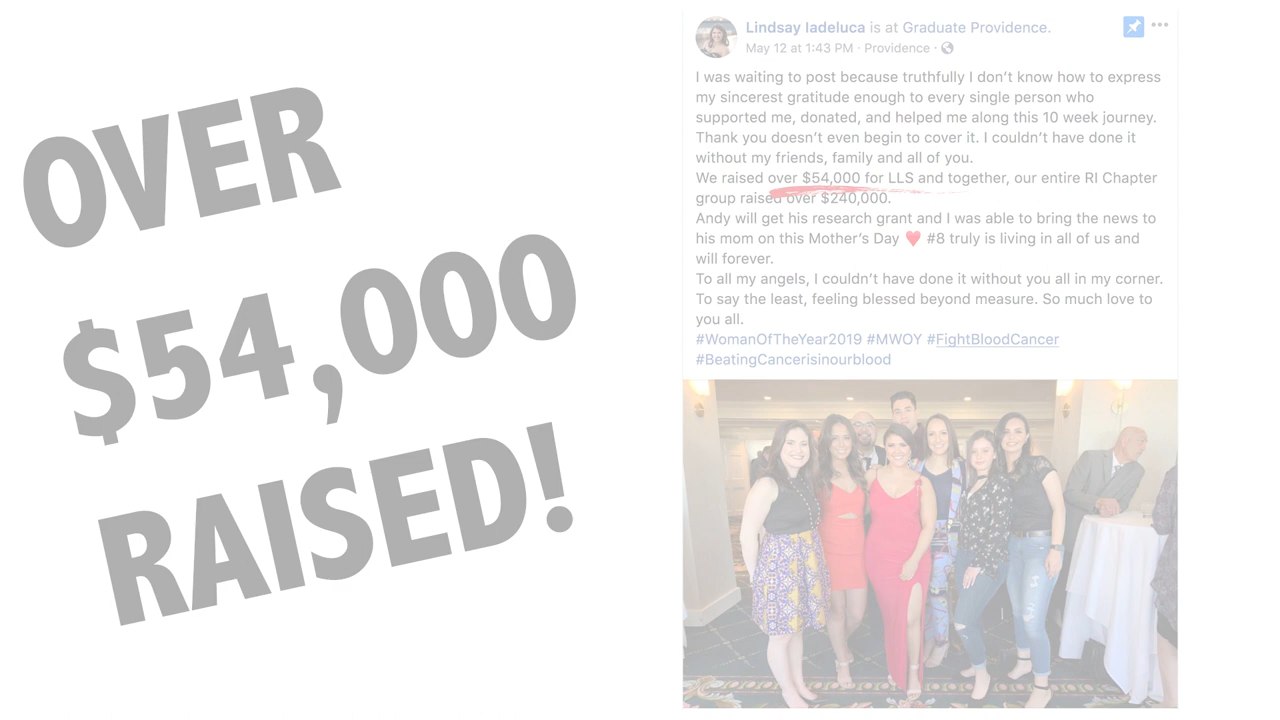 OVER
$54,000
RAISED!
Lindsay Iadeluca is at Graduate Providence.
May 12 at 1:43 PM · Providence ·
I was waiting to post because truthfully I don't know how to express
my sincerest gratitude enough to every single person who
supported me, donated, and helped me along this 10 week journey.
Thank you doesn't even begin to cover it. I couldn't have done it
without my friends, family and all of you.
We raised over $54,000 for LLS and together, our entire RI Chapter
group raised over $240,000.
Andy will get his research grant and I was able to bring the news to
his mom on this Mother's Day ♥ #8 truly is living in all of us and
will forever.
To all my angels, I couldn't have done it without you all in my corner.
To say the least, feeling blessed beyond measure. So much love to
you all.
#WomanOfTheYear2019 #MWOY #FightBloodCancer
#BeatingCancerisinourblood